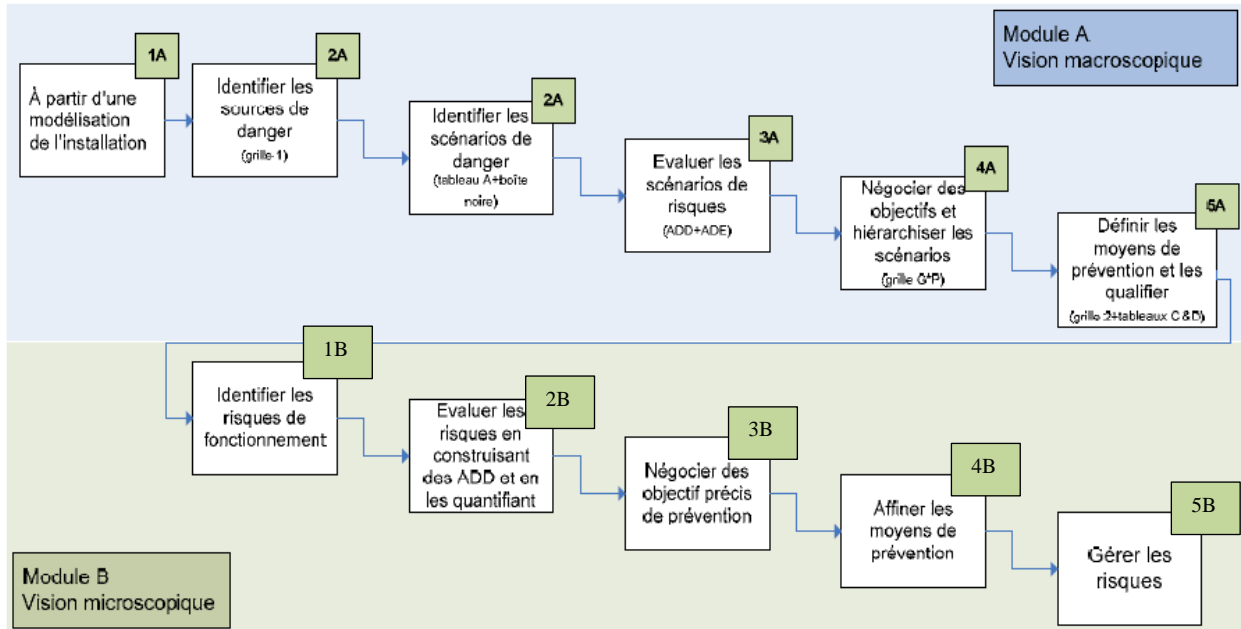 Module A
Vision macroscopique
1A
À partir d'une
modélisation
de l'installation
2A
Identifier les
sources de
danger
(grille-1)
2A
Identifier les
scénarios de
danger
(tableau A+boîte
noire)
3A
Evaluer les
scénarios de
risques
(ADD+ADE)
4A
Négocier des
objectifs et
hiérarchiser les
scénarios
(grille G*P)
5A
Définir les
moyens de
prévention et les
qualifier
(grille 2+tableaux C&D)
1B
Identifier les
risques de
fonctionnement
2B
Evaluer les
risques en
construisant
des ADD et en
les quantifiant
3B
Négocier des
objectif précis
de prévention
4B
Affiner les
moyens de
prévention
5B
Gérer les
risques
Module B
Vision microscopique